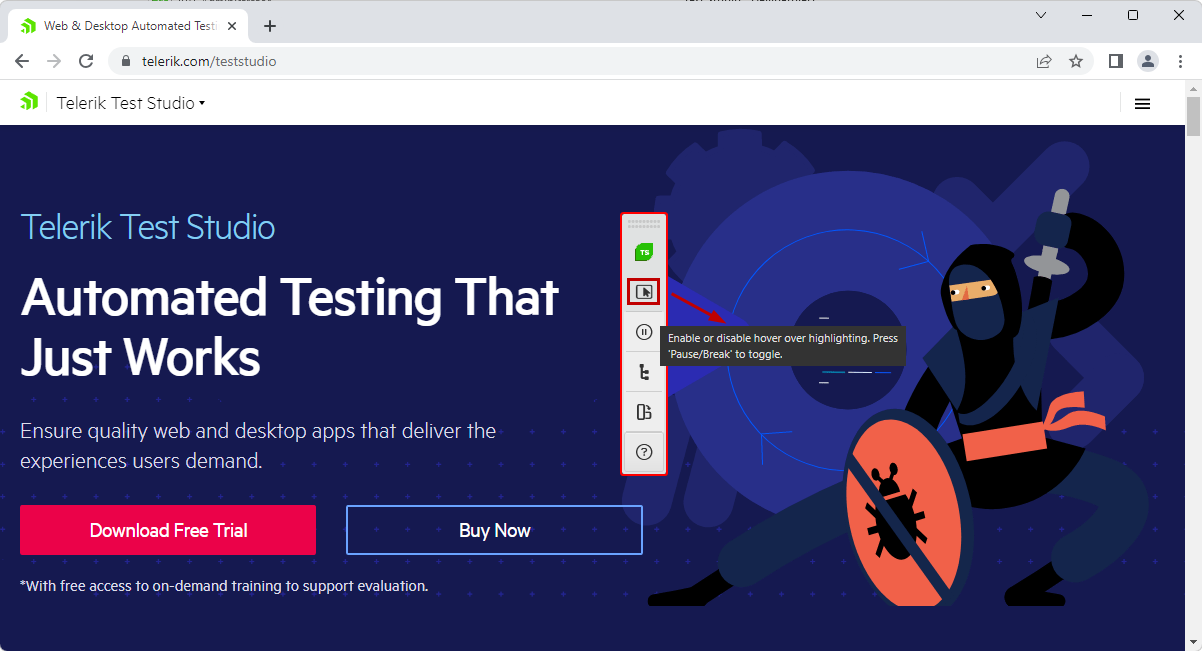 Web & Desktop Automated Testi
telerik.com/teststudio
Telerik Test Studio
Telerik Test Studio
Automated Testing That
Just Works
Ensure quality web and desktop apps that deliver the
experiences users demand.
Download Free Trial
Buy Now
*With free access to on-demand training to support evaluation.
TS
Enable or disable hover over highlighting. Press
'Pause/Break' to toggle.
?